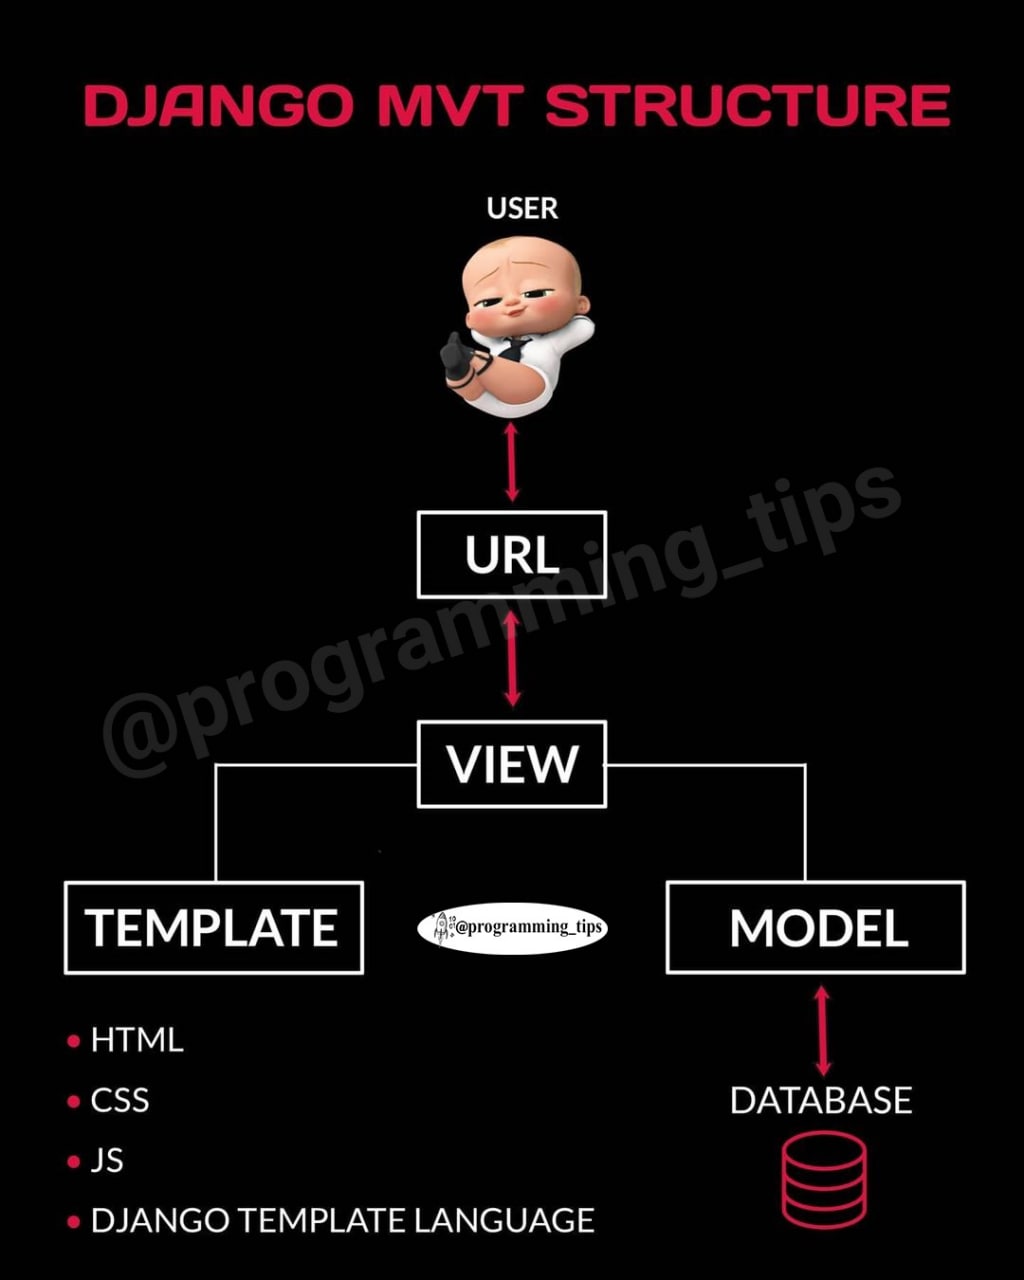 DJANGO MVT STRUCTURE
USER
URL
@programming_tips
VIEW
TEMPLATE
@programming_tips
MODEL
• HTML
• CSS
• JS
• DJANGO TEMPLATE LANGUAGE
DATABASE